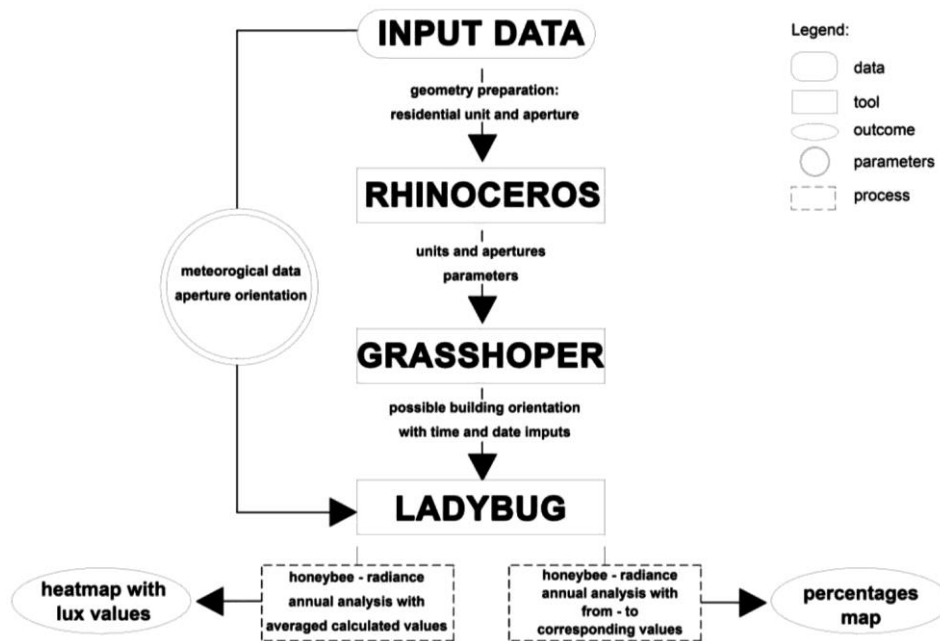 INPUT DATA
geometry preparation:
residential unit and aperture
RHINOCEROS
units and apertures
parameters
GRASSHOPER
possible building orientation
with time and date imputs
LADYBUG
meteorogical data
aperture orientation
honeybee - radiance
annual analysis with
averaged calculated values
heatmap with
lux values
honeybee - radiance
annual analysis with
from - to
corresponding values
percentages
map
Legend:
data
tool
outcome
parameters
process